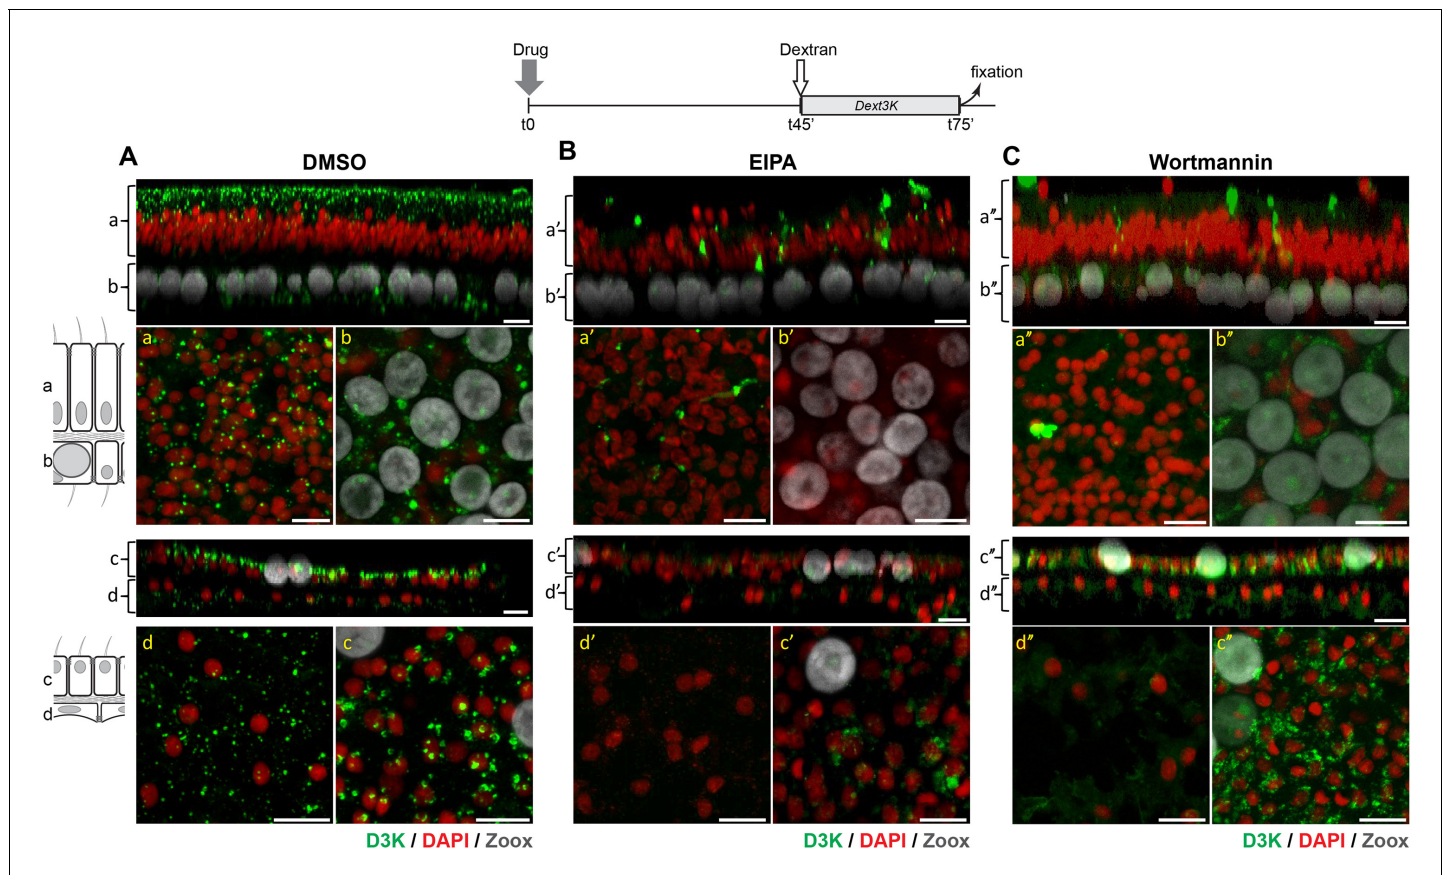 Drug
Dextran
fixation
Dext3K
t0
t45'
t75'
A
DMSO
B
EIPA
C
Wortmannin
a
b
a'
b'
a''
b''
a
b
a'
b'
a''
b''
a
b
c
d
c'
d'
c''
d''
d
c
d'
c'
d''
c''
c
d
D3K / DAPI / Zoox
D3K / DAPI / Zoox
D3K / DAPI / Zoox